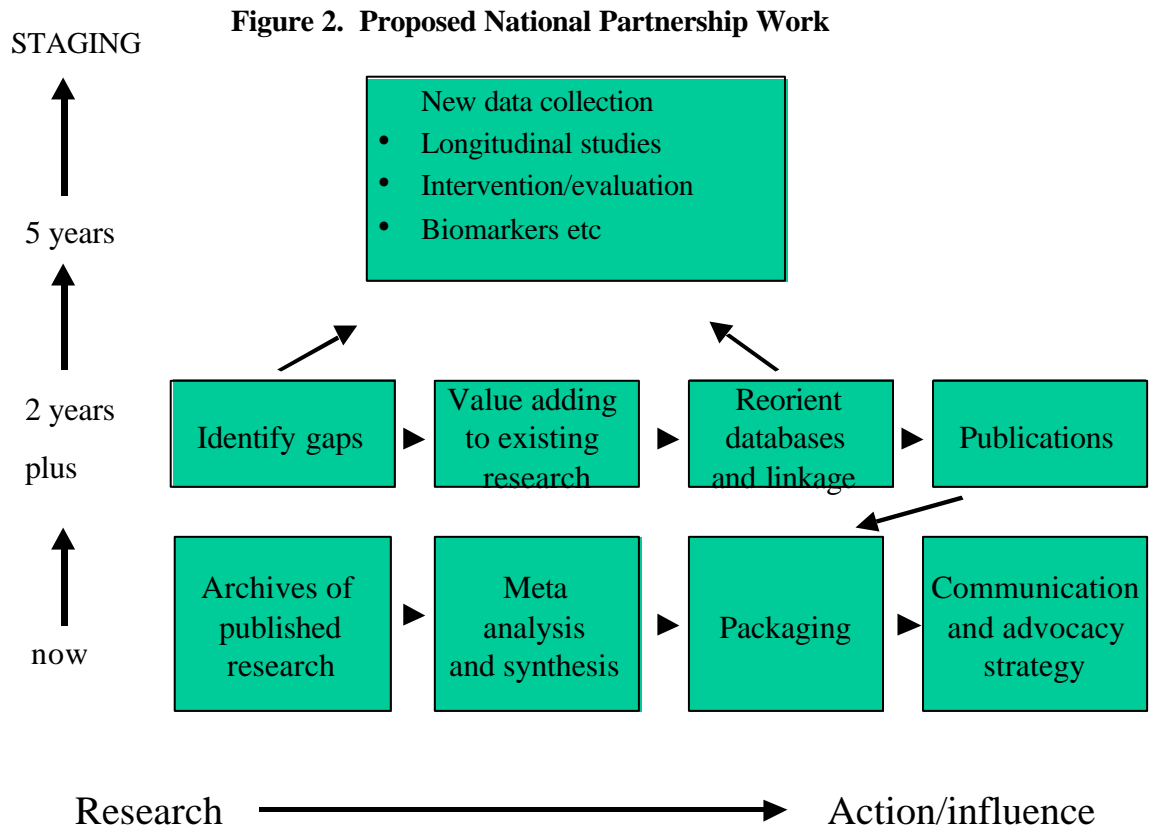 Figure 2. Proposed National Partnership Work
STAGING
New data collection
• Longitudinal studies
• Intervention/evaluation
• Biomarkers etc
5 years
2 years
plus
Identify gaps
Value adding
to existing
research
Reorient
databases
and linkage
Publications
now
Archives of
published
research
Meta
analysis
and synthesis
Packaging
Communication
and advocacy
strategy
Research
Action/influence